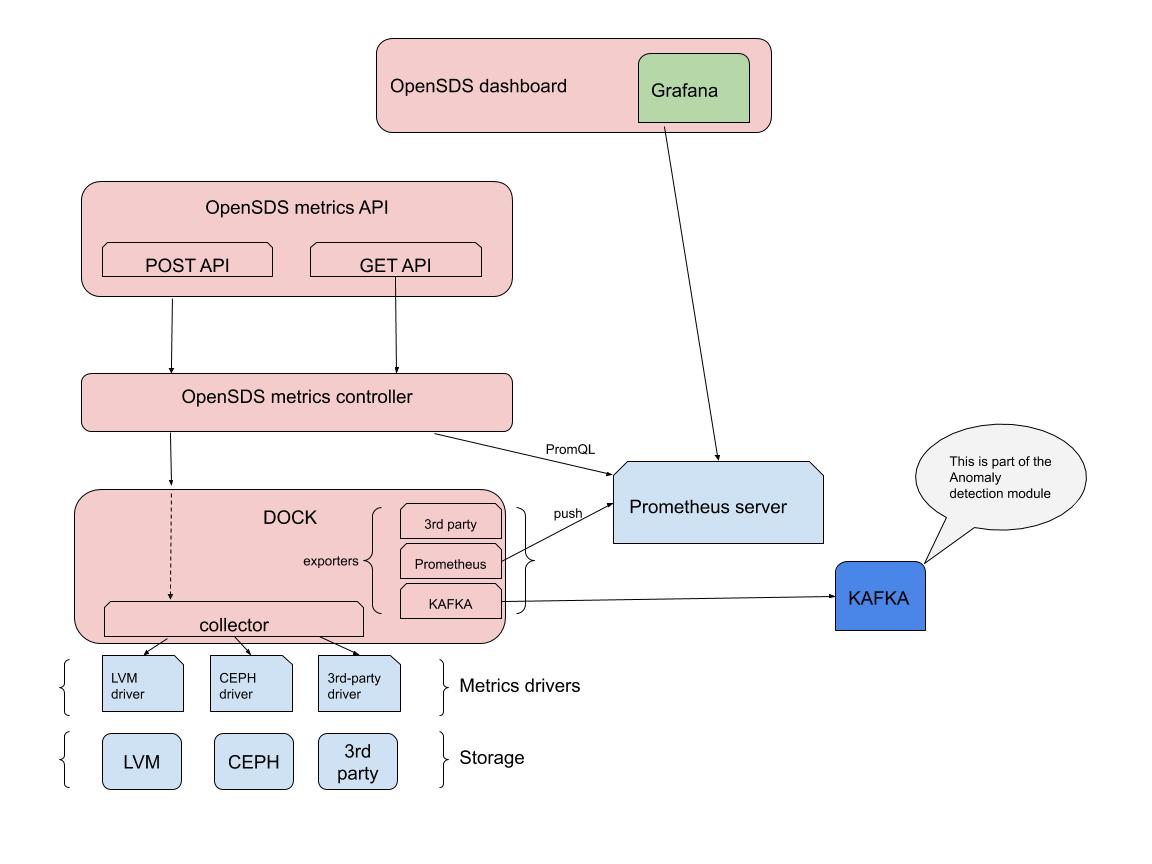 OpenSDS dashboard
Grafana
OpenSDS metrics API
POST API
GET API
OpenSDS metrics controller
PromQL
This is part of the
Anomaly
detection module
Prometheus server
push
DOCK
exporters
3rd party
Prometheus
KAFKA
KAFKA
collector
LVM
driver
CEPH
driver
3rd-party
driver
Metrics drivers
LVM
CEPH
3rd
party
Storage